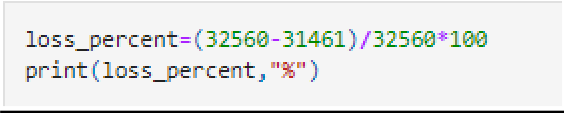 loss_percent=(32560-31461)/32560*100
print(loss_percent,"%")